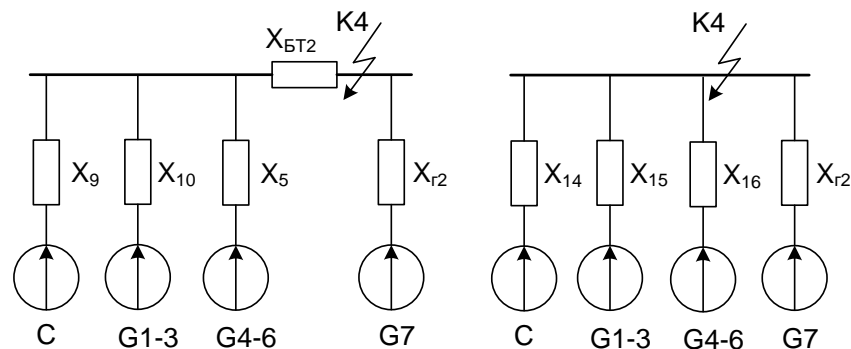 K4
X_БТ2
X_9
X_10
X_5
X_г2
C
G1-3
G4-6
G7
K4
X_14
X_15
X_16
X_г2
C
G1-3
G4-6
G7